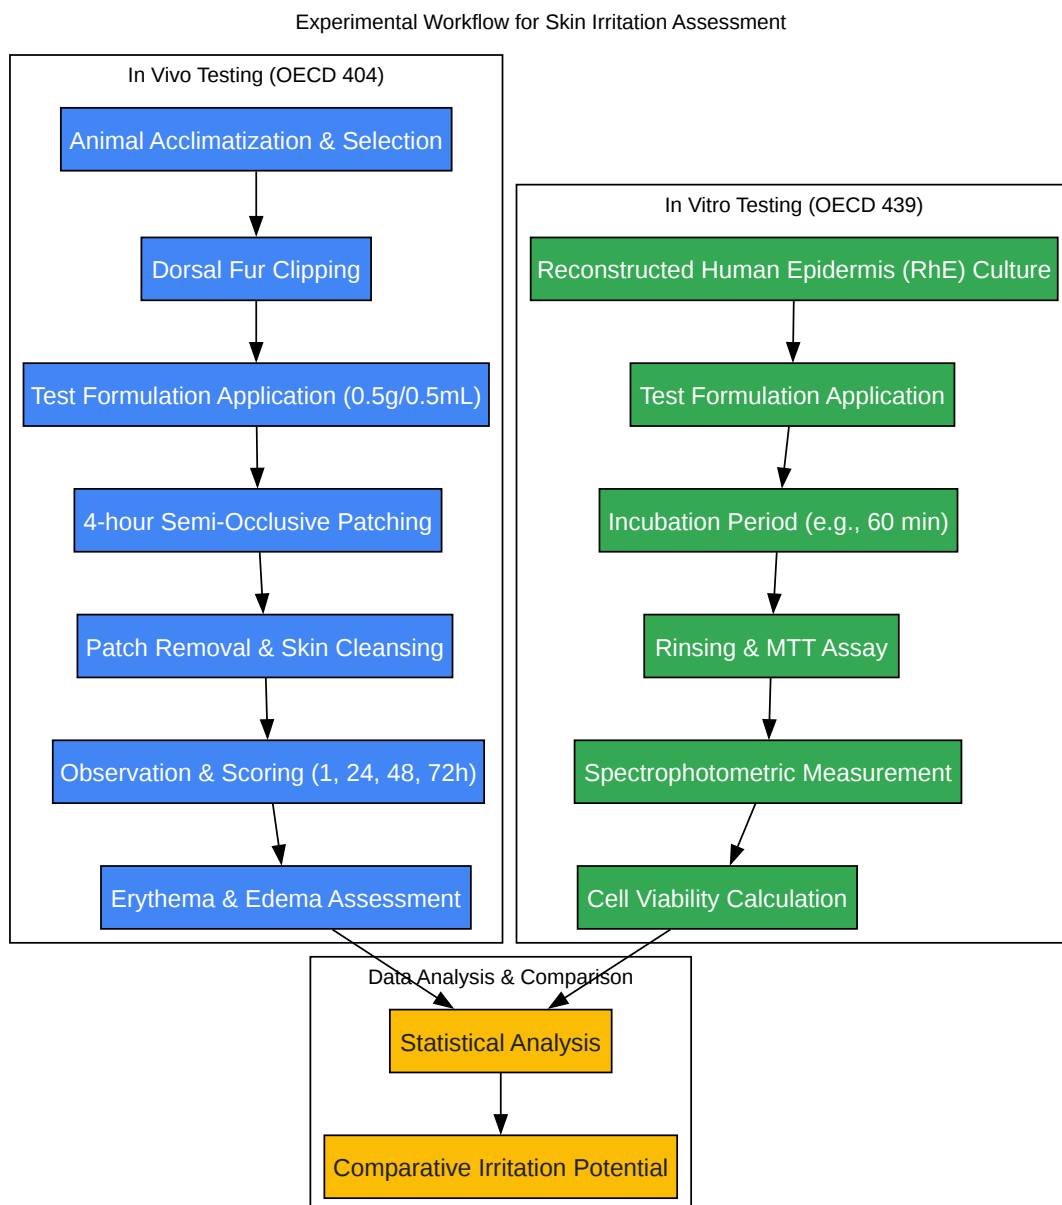 Experimental Workflow for Skin Irritation Assessment
In Vivo Testing (OECD 404)
Animal Acclimatization & Selection
Dorsal Fur Clipping
Test Formulation Application (0.5g/0.5mL)
4-hour Semi-Occlusive Patching
Patch Removal & Skin Cleansing
Observation & Scoring (1, 24, 48, 72h)
Erythema & Edema Assessment
In Vitro Testing (OECD 439)
Reconstructed Human Epidermis (RhE) Culture
Test Formulation Application
Incubation Period (e.g., 60 min)
Rinsing & MTT Assay
Spectrophotometric Measurement
Cell Viability Calculation
Data Analysis & Comparison
Statistical Analysis
Comparative Irritation Potential